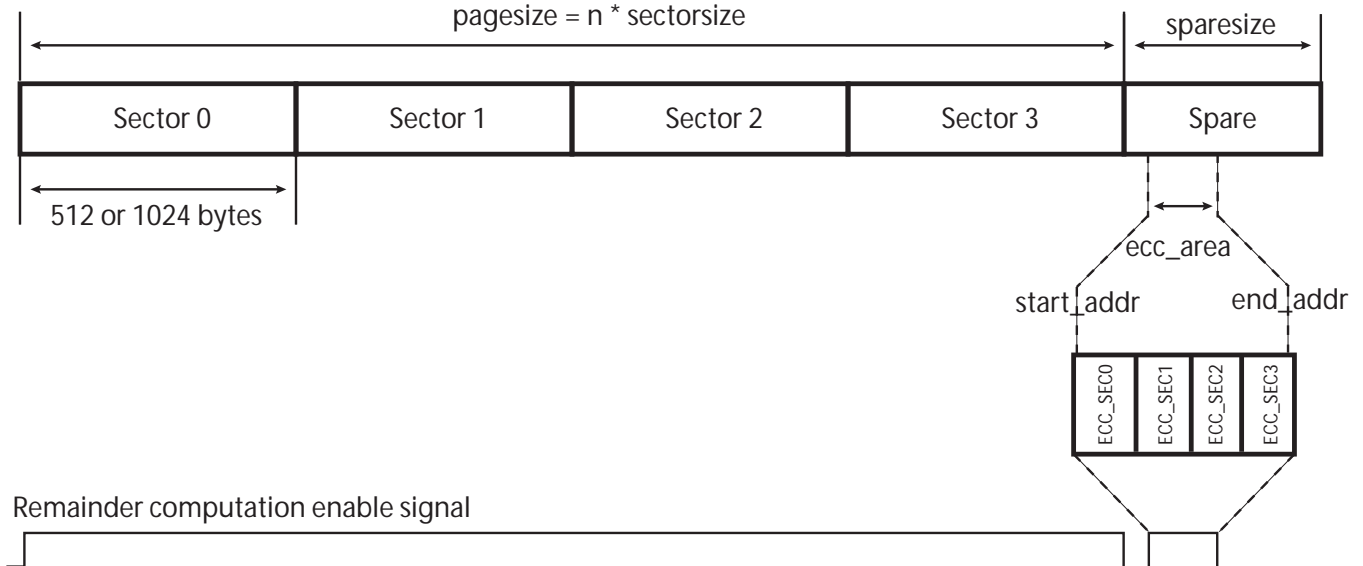 pagesize = n * sectorsize
sparesize
Sector 0
Sector 1
Sector 2
Sector 3
Spare
512 or 1024 bytes
ecc_area
start_addr
end_addr
ECC_SEC0
ECC_SEC1
ECC_SEC2
ECC_SEC3
Remainder computation enable signal